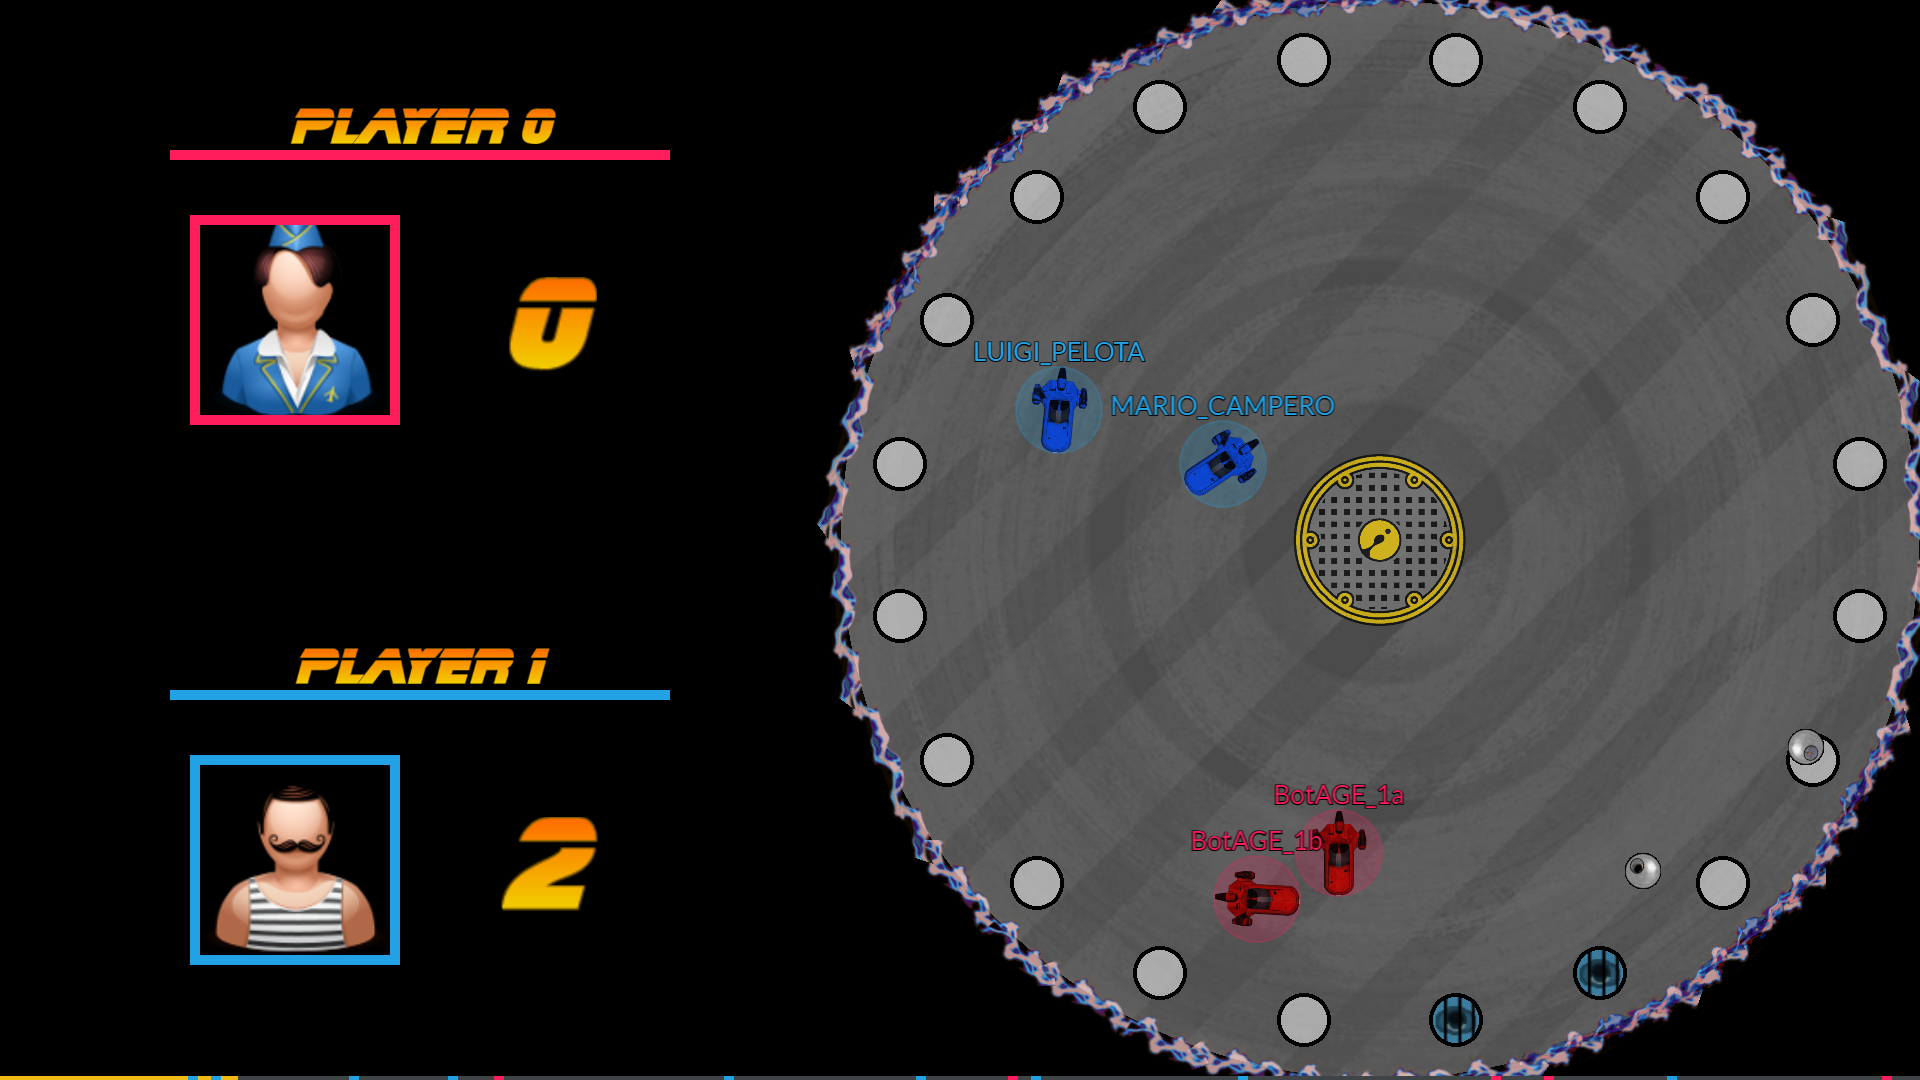 PLAYER 0
0
LUIGI_PELOTA
MARIO_CAMPERO
PLAYER 1
2
BotAGE_1a
BotAGE_1b